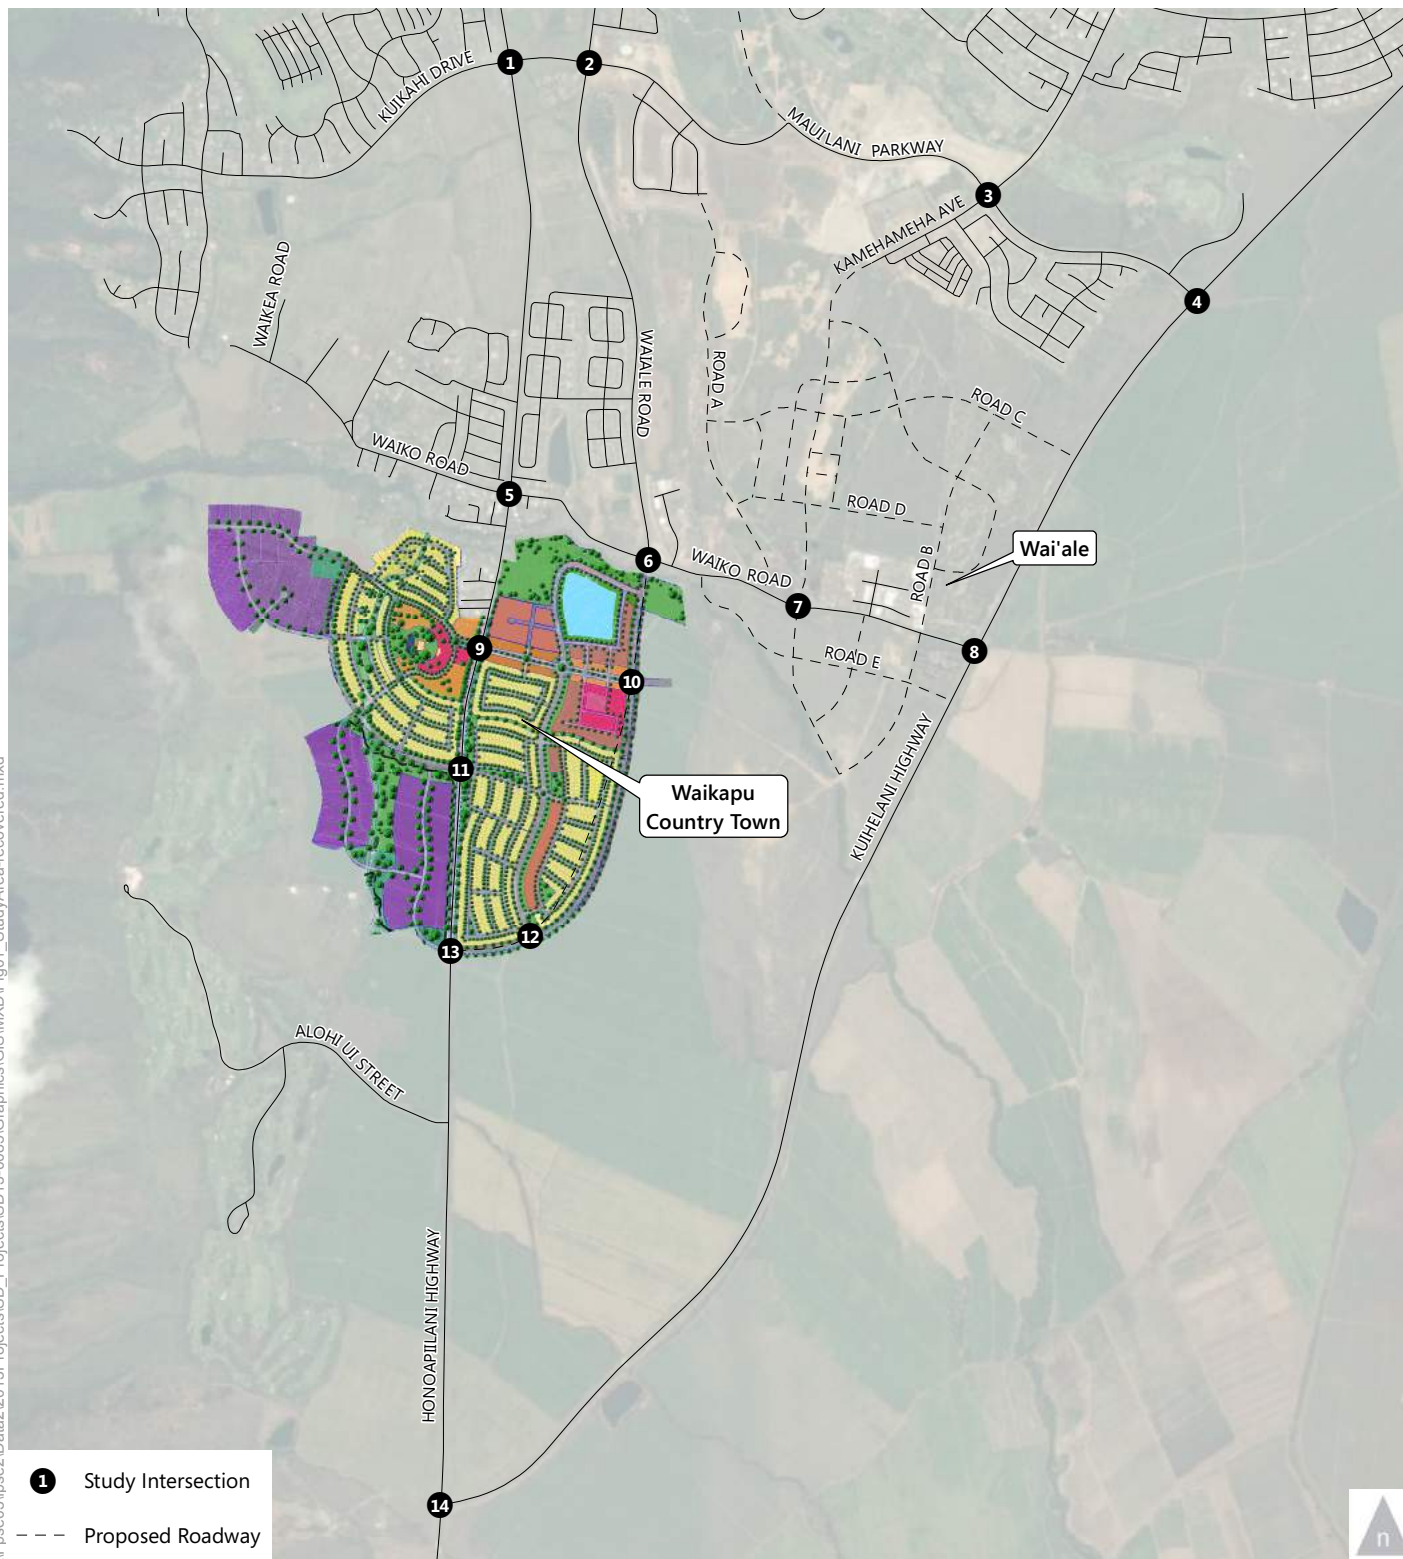 1
2
KUIKAHI DRIVE
MAUI LANI PARKWAY
3
KAMEHAMEHA AVE
4
WAIKEA ROAD
WAIALE ROAD
ROAD A
ROAD C
WAIKO ROAD
5
ROAD D
6
WAIKO ROAD
ROAD B
Wai'ale
7
8
9
ROAD E
10
11
Waikapu
Country Town
KUIHELANI HIGHWAY
12
13
ALOHI UI STREET
HONOAPIILANI HIGHWAY
14
1 Study Intersection
Proposed Roadway
n